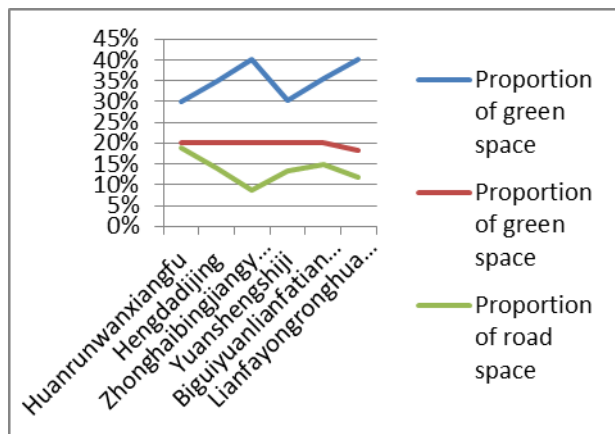 45%
40%
35%
30%
25%
20%
15%
10%
5%
0%
Huanrunwanxiangfu
Hengdadijing
Zhonghaibingjiangy...
Yuanshengshiji
Biguiyuanlianfatian...
Lianfayongronghua...
Proportion
of green
space
Proportion
of green
space
Proportion
of road
space